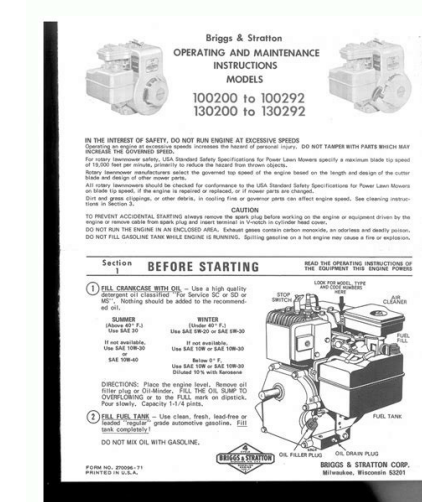 Briggs & Stratton
OPERATING AND MAINTENANCE
INSTRUCTIONS
MODELS
100200 to 100292
130200 to 130292
IN THE INTEREST OF SAFETY, DO NOT RUN ENGINE AT EXCESSIVE SPEEDS
Operating an engine at excessive speeds increases the hazard of personal injury. DO NOT TAMPER WITH PARTS WHICH MAY
INCREASE THE GOVERNED SPEED.
For rotary lawnmower safety, USA Standard Safety Specifications for Power Lawn Mowers specify a maximum blade tip speed
of 19,000 feet per minute, primarily to reduce the hazard from thrown objects.
Rotary lawnmower manufacturers select the governed top speed of the engine based on the length and design of the cutter
blade and design of other mower parts.
All rotary lawnmowers should be checked for conformance to the USA Standard Safety Specifications for Power Lawn Mowers
on blade tip speed, if the engine is repaired or replaced, or if mower parts are changed.
Dirt and grass clippings, or other debris, in cooling fins or governor parts can affect engine speed. See cleaning instruc-
tions in Section 3.
CAUTION
TO PREVENT ACCIDENTAL STARTING always remove the spark plug before working on the engine or equipment driven by the
engine or remove cable from spark plug and insert terminal in V-notch in cylinder head cover.
DO NOT RUN THE ENGINE IN AN ENCLOSED AREA. Exhaust gases contain carbon monoxide, an odorless and deadly poison.
DO NOT FILL GASOLINE TANK WHILE ENGINE IS RUNNING. Spilling gasoline on a hot engine may cause a fire or explosion.
Section
1
BEFORE STARTING
READ THE OPERATING INSTRUCTIONS OF
THE EQUIPMENT THIS ENGINE POWERS
1 FILL CRANKCASE WITH OIL – Use a high quality
detergent oil classified "For Service SC or SD or
MS". Nothing should be added to the recommend-
ed oil.
SUMMER
(Above 40° F.)
Use SAE 30
If not available,
Use SAE 10W-30
or
SAE 10W-40
WINTER
(Under 40° F.)
Use SAE 5W-20 or SAE 5W-30
If not available,
Use SAE 10W or SAE 10W-30
Below 0° F.
Use SAE 10W or SAE 10W-30
Diluted 10% with Kerosene
DIRECTIONS: Place the engine level. Remove oil
filler plug or Oil-Minder. FILL THE OIL SUMP TO
OVERFLOWING or to the FULL mark on dipstick.
Pour slowly. Capacity 1-1/4 pints.
2 FILL FUEL TANK – Use clean, fresh, lead-free or
leaded "regular" grade automotive gasoline. Fill
tank completely!
DO NOT MIX OIL WITH GASOLINE.
LOOK FOR MODEL, TYPE
AND CODE NUMBERS
HERE
STOP
SWITCH
AIR
CLEANER
FUEL
FILL
FUEL TANK
OIL FILLER PLUG
OIL DRAIN PLUG
BRIGGS & STRATTON
FORM NO. 270096-71
PRINTED IN U.S.A.
BRIGGS & STRATTON CORP.
Milwaukee, Wisconsin 53201